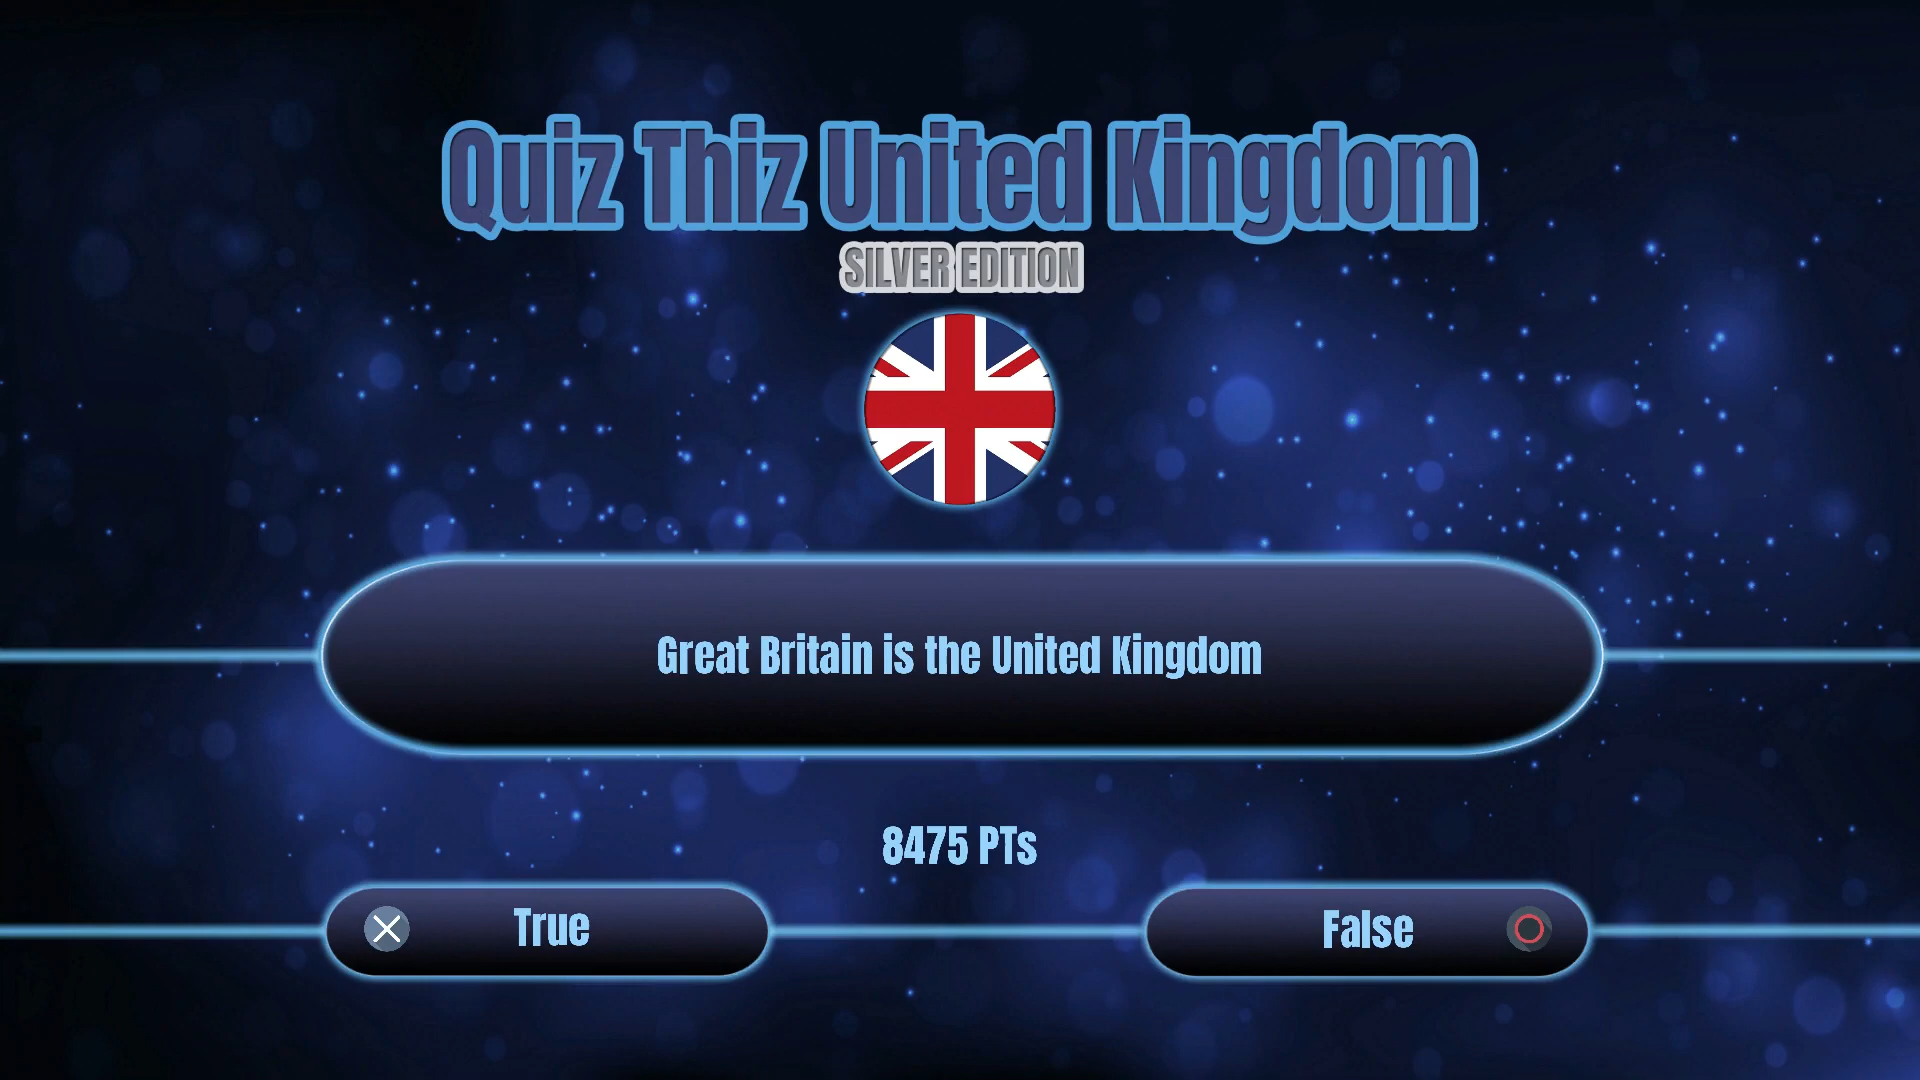 Quiz Thiz United Kingdom
SILVER EDITION
Great Britain is the United Kingdom
8475 PTs
True
False